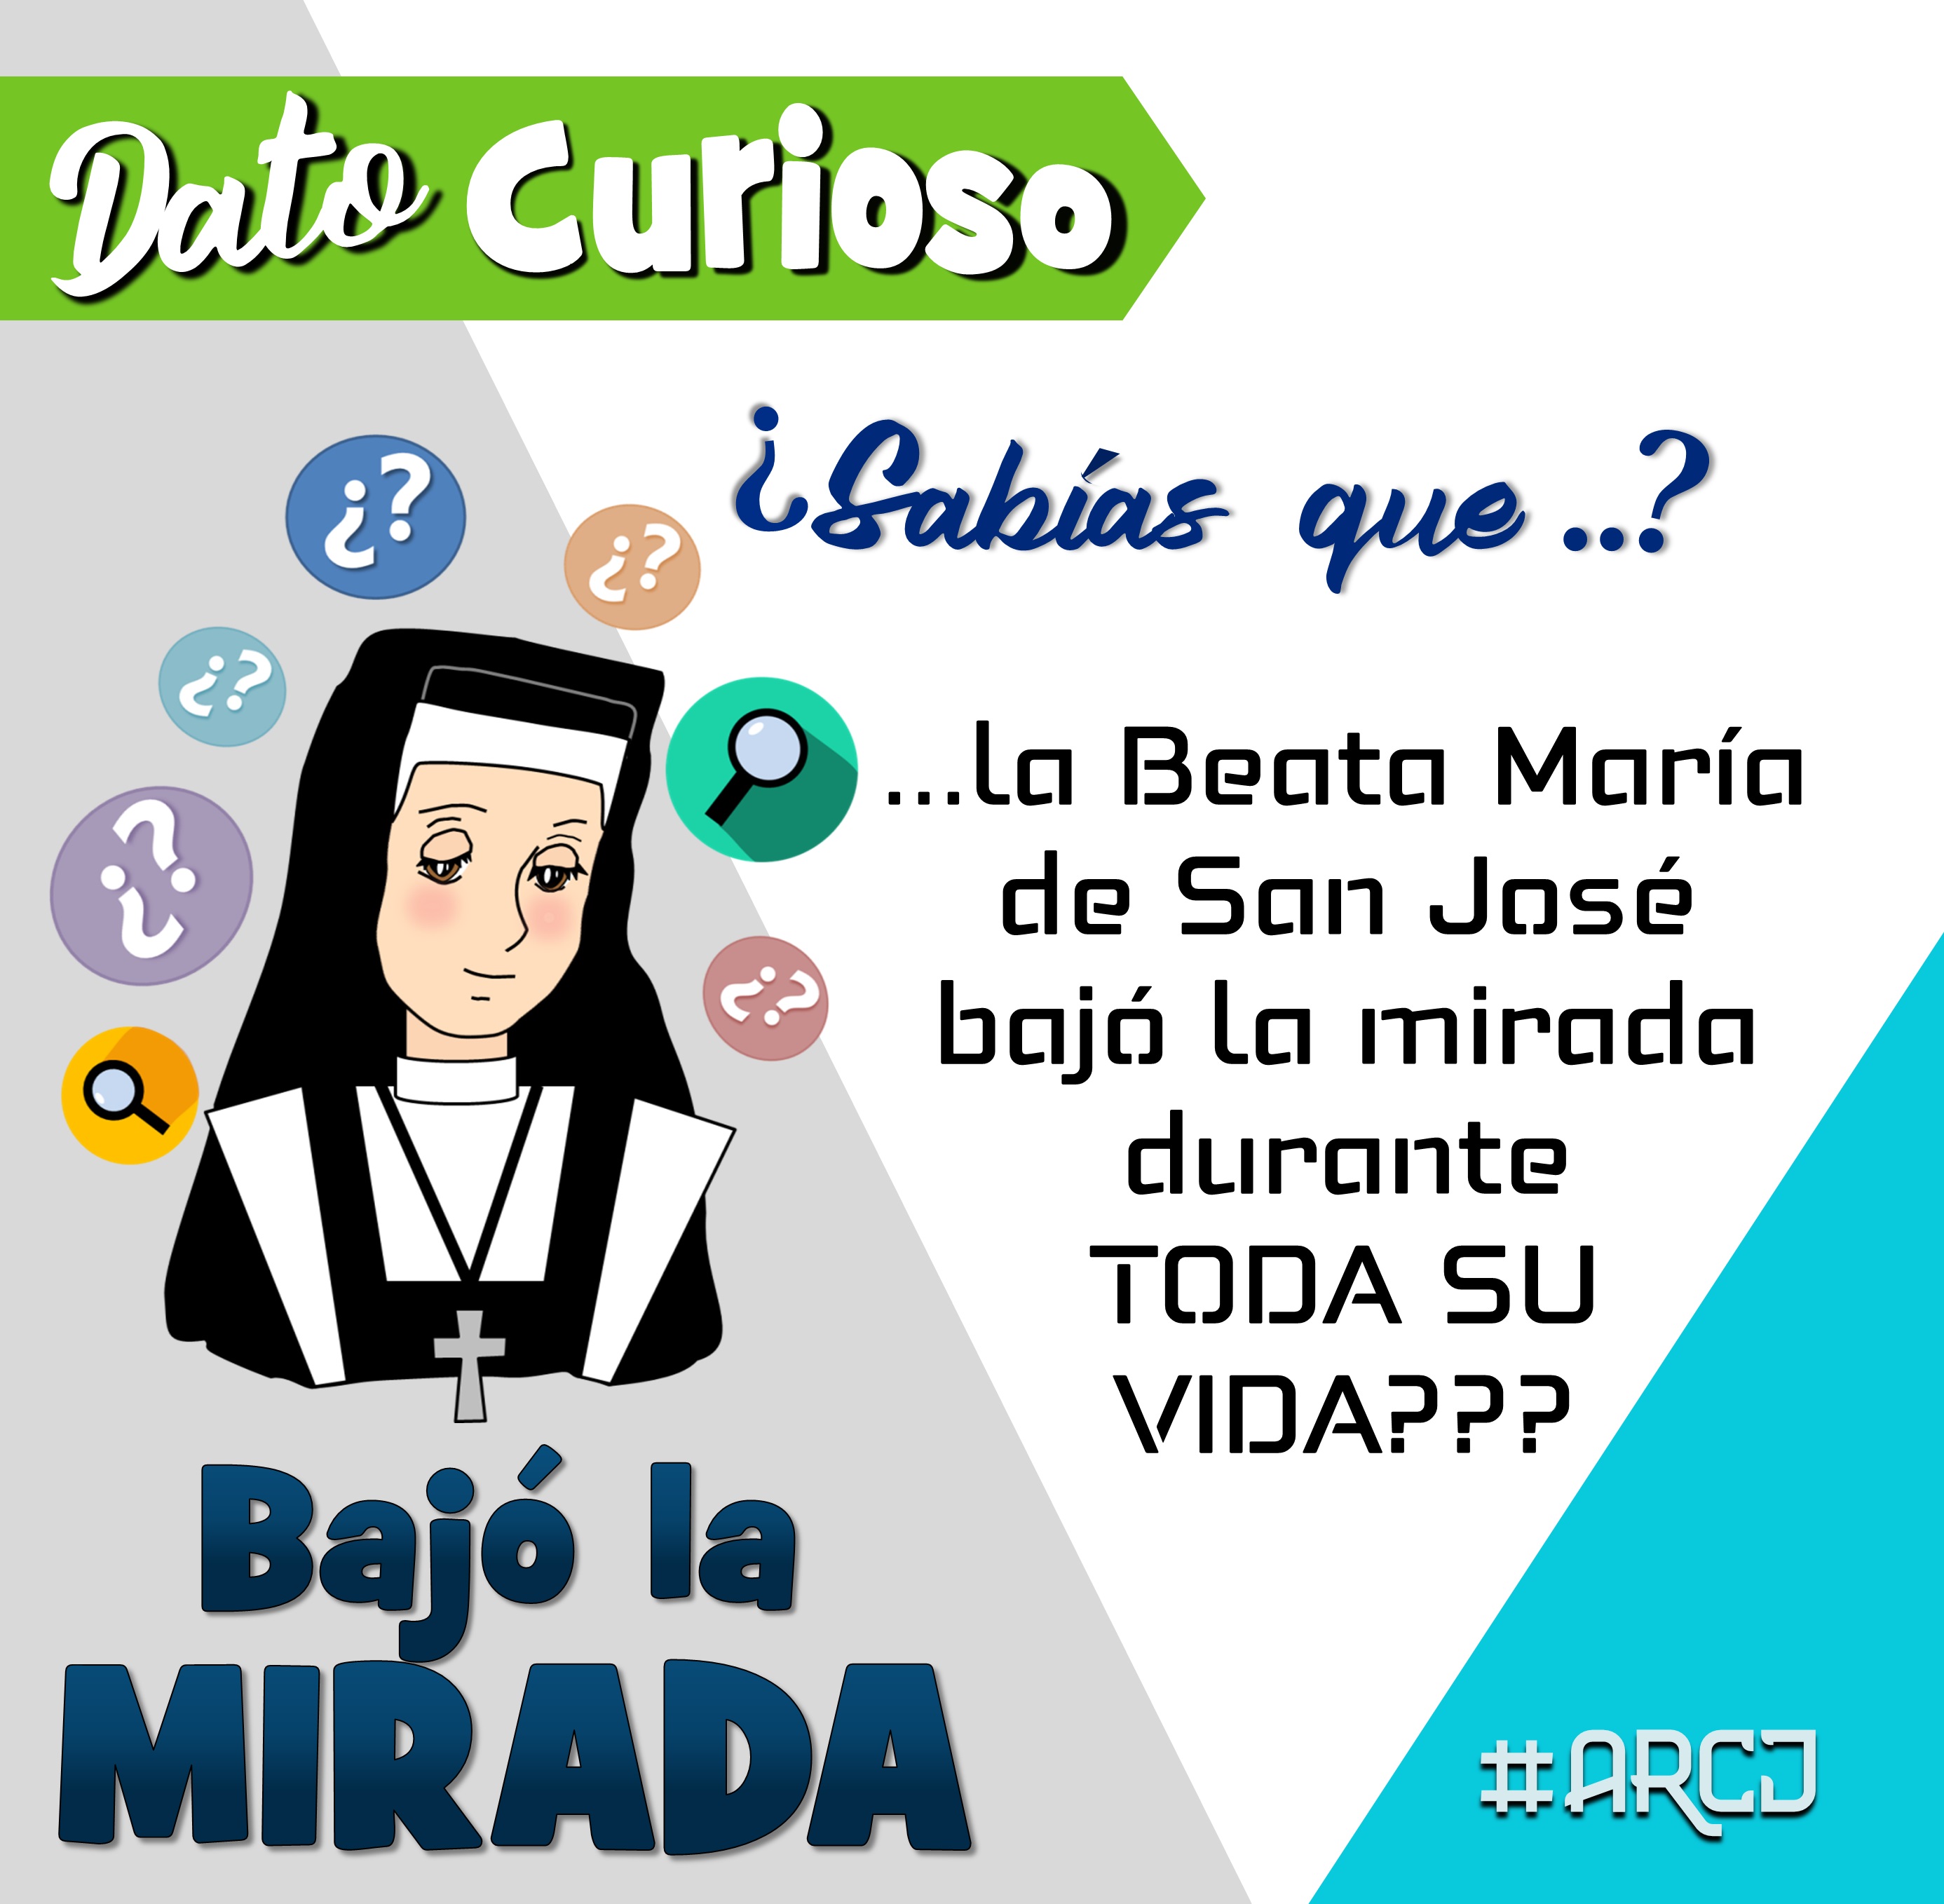 Dato Curioso
¿Sabías que ...?
¿?
¿?
¿?
¿?
¿?
...la Beata María
de San José
bajó la mirada
durante
TODA SU
VIDA???
Bajó la
MIRADA
#ARCJ